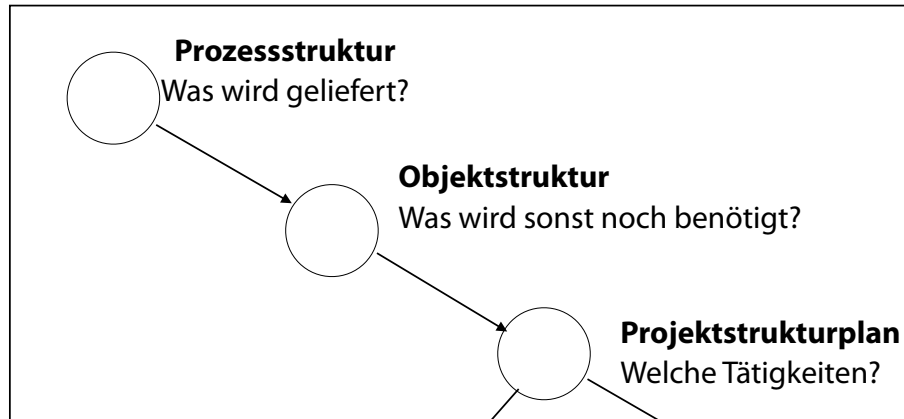 Prozessstruktur
Was wird geliefert?
Objektstruktur
Was wird sonst noch benötigt?
Projektstrukturplan
Welche Tätigkeiten?